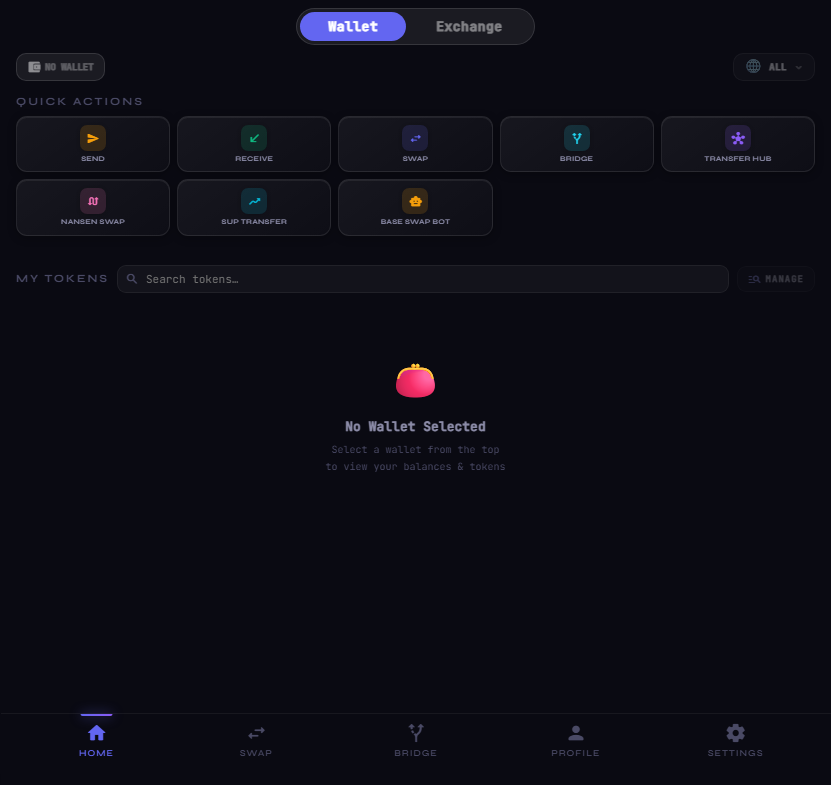 Wallet Exchange
NO WALLET ALL
QUICK ACTIONS
SEND RECEIVE SWAP BRIDGE TRANSFER HUB
NANSEN SWAP SUP TRANSFER BASE SWAP BOT
MY TOKENS Search tokens… MANAGE
No Wallet Selected
Select a wallet from the top
to view your balances & tokens
HOME SWAP BRIDGE PROFILE SETTINGS